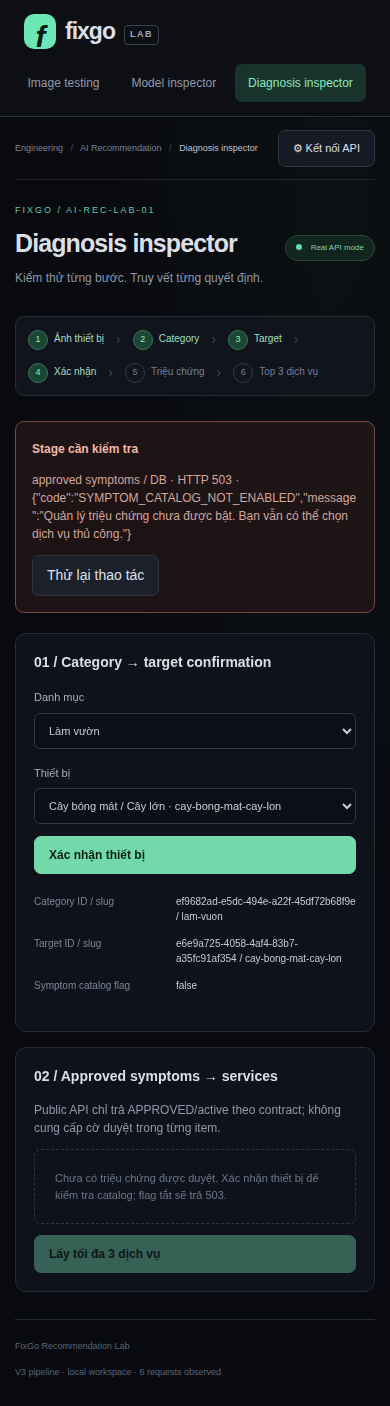 fixgo LAB
Image testing Model inspector Diagnosis inspector
Engineering / AI Recommendation / Diagnosis inspector ⚙ Kết nối API
FIXGO / AI-REC-LAB-01
Diagnosis inspector
Real API mode
Kiểm thử từng bước. Truy vết từng quyết định.
1 Ảnh thiết bị › 2 Category › 3 Target ›
4 Xác nhận › 5 Triệu chứng › 6 Top 3 dịch vụ
Stage cần kiểm tra
approved symptoms / DB · HTTP 503 ·
{"code":"SYMPTOM_CATALOG_NOT_ENABLED","message
":"Quản lý triệu chứng chưa được bật. Bạn vẫn có thể chọn
dịch vụ thủ công."}
Thử lại thao tác
01 / Category → target confirmation
Danh mục
Làm vườn
Thiết bị
Cây bóng mát / Cây lớn · cay-bong-mat-cay-lon
Xác nhận thiết bị
Category ID / slug ef9682ad-e5dc-494e-a22f-45df72b68f9e
/ lam-vuon
Target ID / slug e6e9a725-4058-4af4-83b7-
a35fc91af354 / cay-bong-mat-cay-lon
Symptom catalog flag false
02 / Approved symptoms → services
Public API chỉ trả APPROVED/active theo contract; không
cung cấp cờ duyệt trong từng item.
Chưa có triệu chứng được duyệt. Xác nhận thiết bị để
kiểm tra catalog; flag tắt sẽ trả 503.
Lấy tối đa 3 dịch vụ
FixGo Recommendation Lab
V3 pipeline · local workspace · 6 requests observed